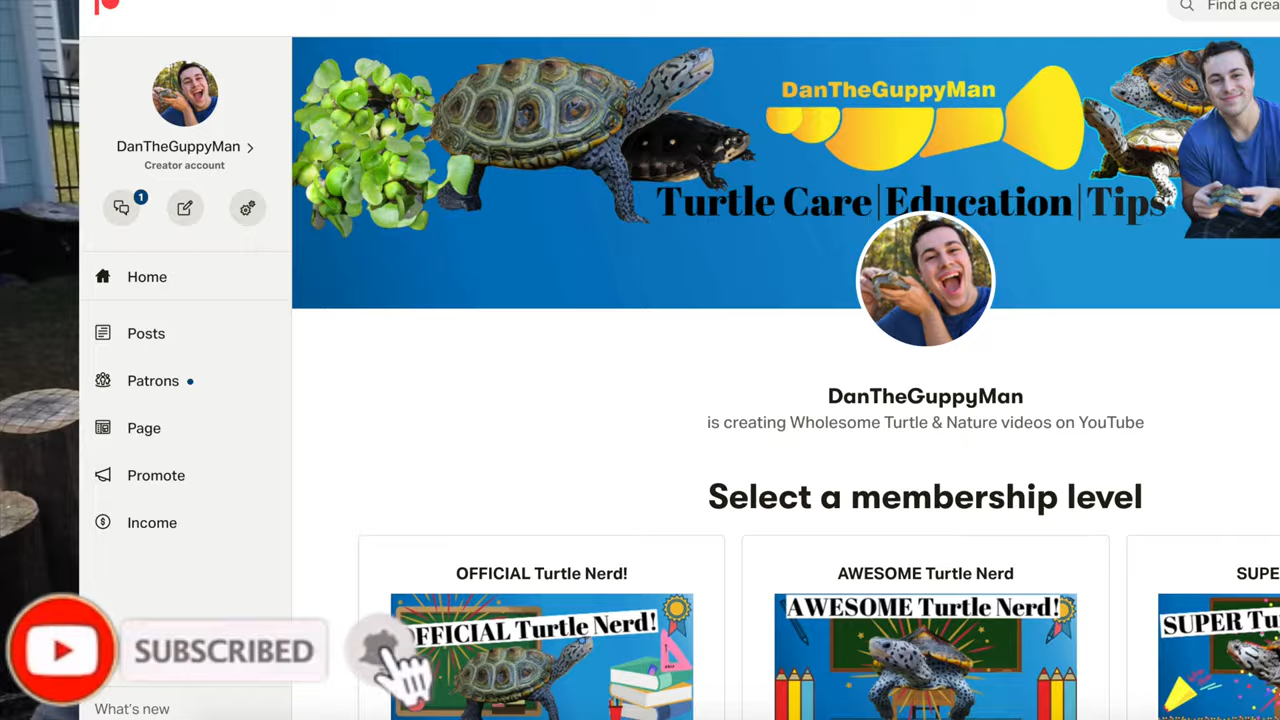 Find a crea
DanTheGuppyMan
Creator account
1
Home
Posts
Patrons
Page
Promote
Income
SUBSCRIBED
What's new
DanTheGuppyMan
Turtle Care|Education|Tips
DanTheGuppyMan
is creating Wholesome Turtle & Nature videos on YouTube
Select a membership level
OFFICIAL Turtle Nerd!
OFFICIAL Turtle Nerd!
AWESOME Turtle Nerd
AWESOME Turtle Nerd!
SUPE
SUPER Tu